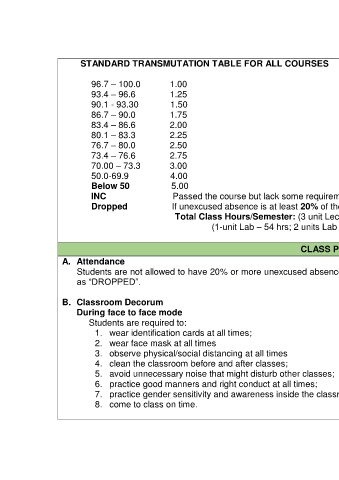 STANDARD TRANSMUTATION TABLE FOR ALL COURSES
96.7 – 100.0 1.00
93.4 – 96.6 1.25
90.1 - 93.30 1.50
86.7 – 90.0 1.75
83.4 – 86.6 2.00
80.1 – 83.3 2.25
76.7 – 80.0 2.50
73.4 – 76.6 2.75
70.00 – 73.3 3.00
50.0-69.9 4.00
Below 50 5.00
INC Passed the course but lack some requirem
Dropped If unexcused absence is at least 20% of th
Total Class Hours/Semester: (3 unit Lec
(1-unit Lab – 54 hrs; 2 units Lab
CLASS P
A. Attendance
Students are not allowed to have 20% or more unexcused absenc
as “DROPPED”.
B. Classroom Decorum
During face to face mode
Students are required to:
1. wear identification cards at all times;
2. wear face mask at all times
3. observe physical/social distancing at all times
4. clean the classroom before and after classes;
5. avoid unnecessary noise that might disturb other classes;
6. practice good manners and right conduct at all times;
7. practice gender sensitivity and awareness inside the classr
8. come to class on time.